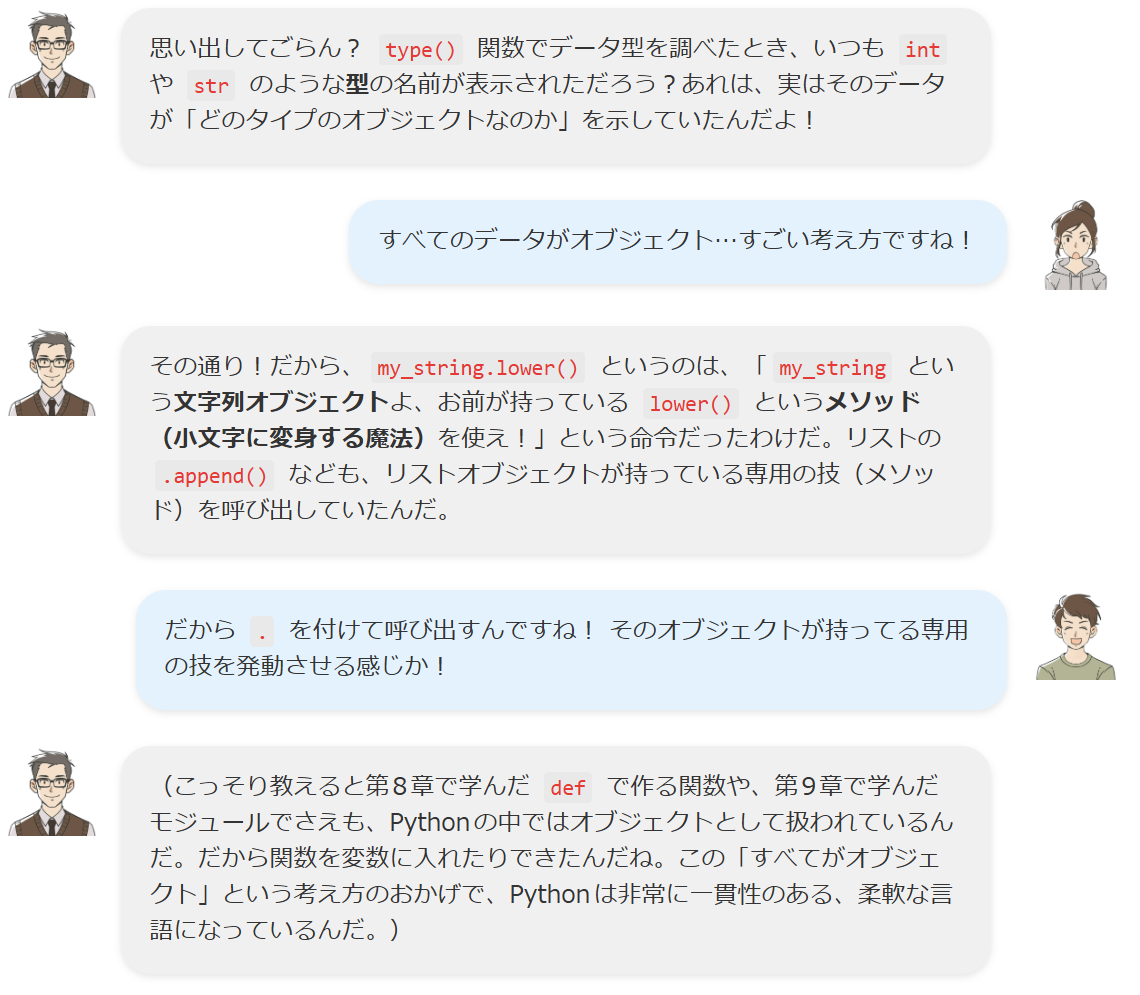 思い出してごらん？ type() 関数でデータ型を調べたとき、いつも int
や str のような型の名前が表示されただろう？あれは、実はそのデータ
が「どのタイプのオブジェクトなのか」を示していたんだよ！
すべてのデータがオブジェクト…すごい考え方ですね！
その通り！だから、 my_string.lower() というのは、「 my_string とい
う文字列オブジェクトよ、お前が持っている lower() というメソッド
（小文字に変身する魔法）を使え！」という命令だったわけだ。リストの
.append() なども、リストオブジェクトが持っている専用の技（メソッ
ド）を呼び出していたんだ。
だから . を付けて呼び出すんですね！ そのオブジェクトが持ってる専用
の技を発動させる感じか！
（こっそり教えると第８章で学んだ def で作る関数や、第９章で学んだ
モジュールでさえも、Pythonの中ではオブジェクトとして扱われているん
だ。だから関数を変数に入れたりできたんだね。この「すべてがオブジェ
クト」という考え方のおかげで、Pythonは非常に一貫性のある、柔軟な言
語になっているんだ。）